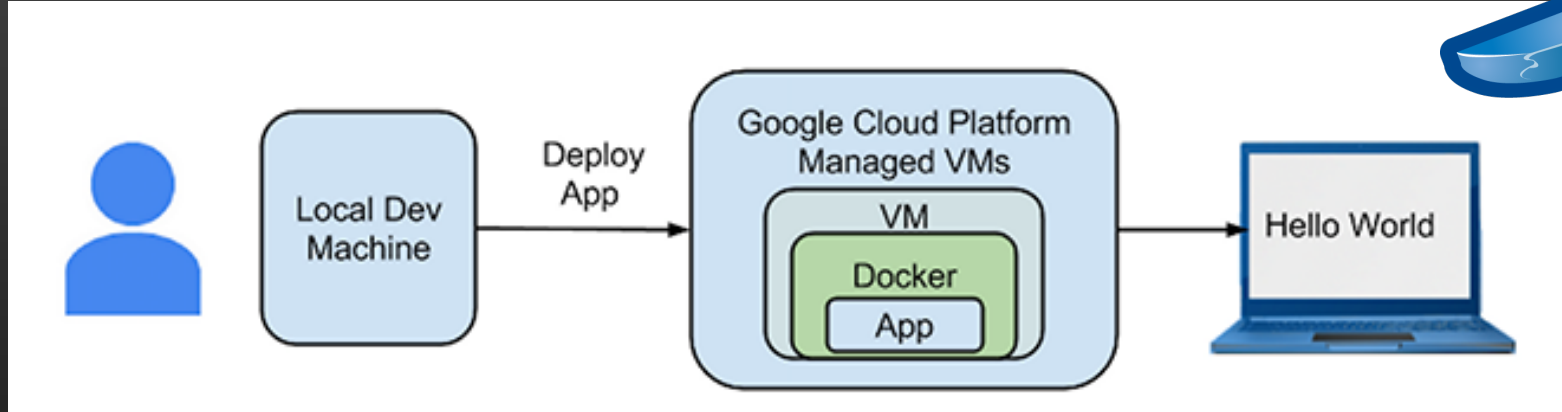 Local Dev
Machine
Deploy
App
Google Cloud Platform
Managed VMs
VM
Docker
App
Hello World